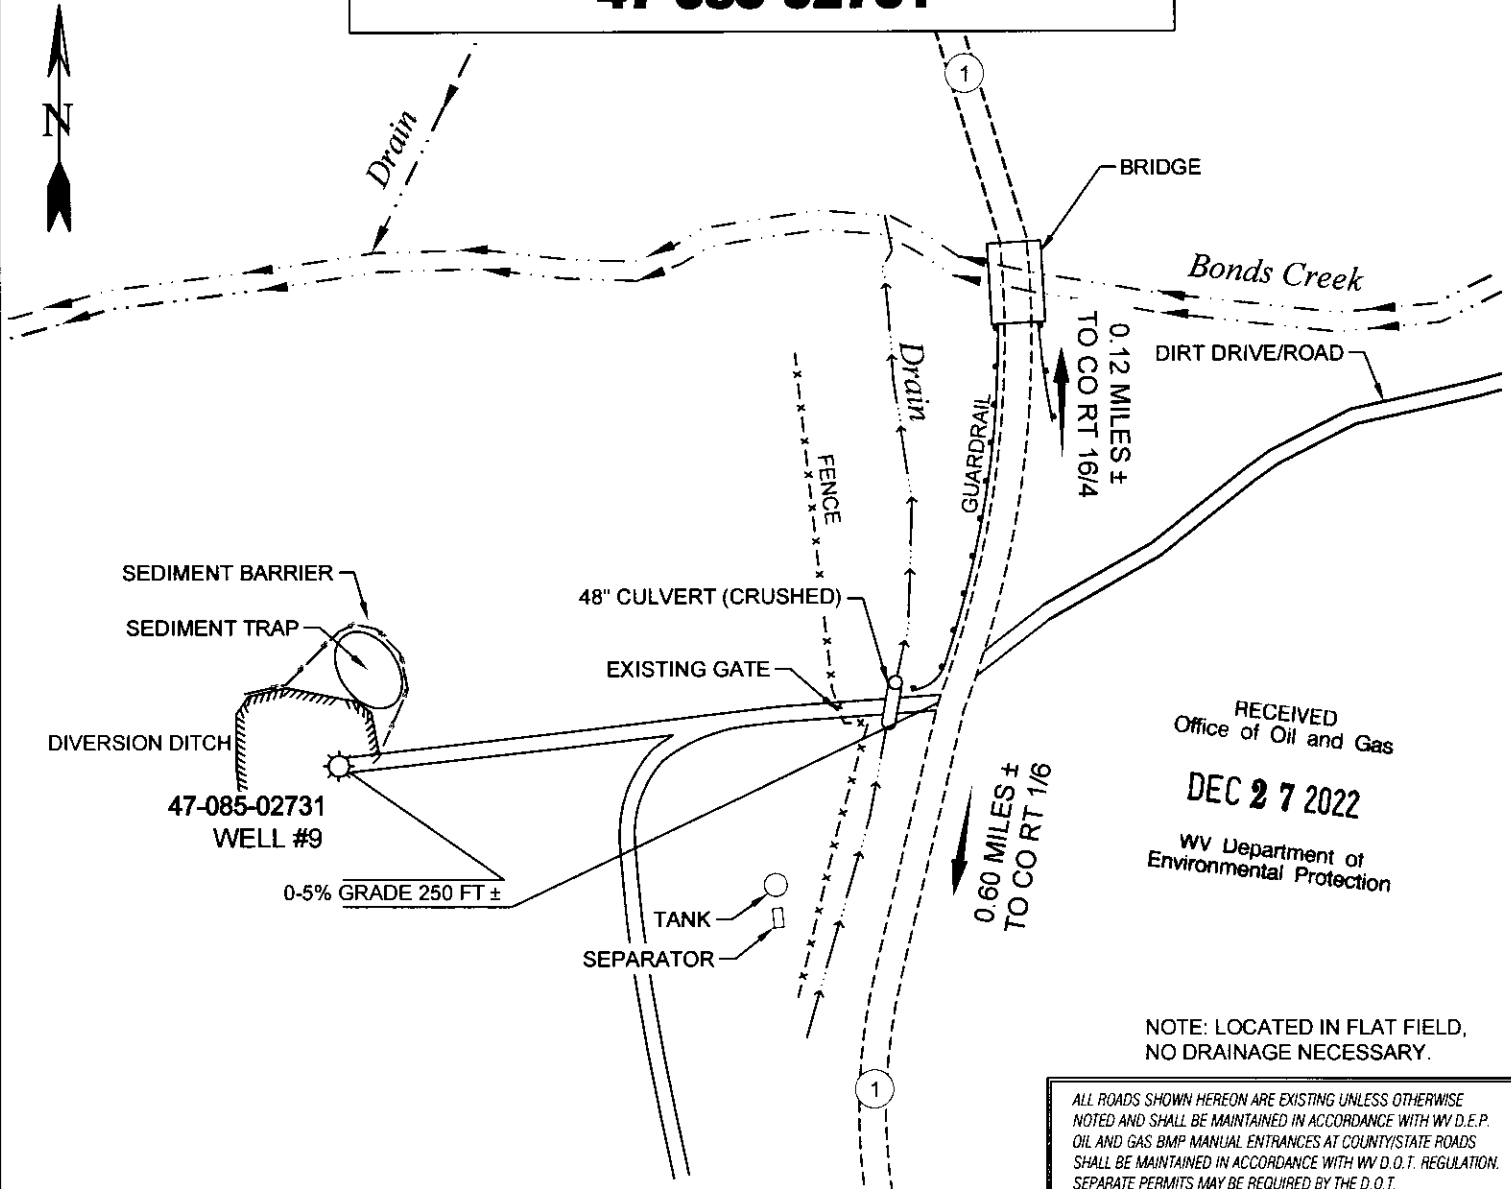 47-085-02731
N
1
Drain
BRIDGE
Bonds Creek
0.12 MILES ±
TO CO RT 16/4
DIRT DRIVE/ROAD
Drain
GUARDRAIL
FENCE
SEDIMENT BARRIER
48" CULVERT (CRUSHED)
SEDIMENT TRAP
EXISTING GATE
DIVERSION DITCH
RECEIVED
Office of Oil and Gas
DEC 27 2022
WV Department of
Environmental Protection
47-085-02731
WELL #9
0.60 MILES ±
TO CO RT 1/6
0-5% GRADE 250 FT ±
TANK
SEPARATOR
NOTE: LOCATED IN FLAT FIELD,
NO DRAINAGE NECESSARY.
1
ALL ROADS SHOWN HEREON ARE EXISTING UNLESS OTHERWISE
NOTED AND SHALL BE MAINTAINED IN ACCORDANCE WITH WV D.E.P.
OIL AND GAS BMP MANUAL ENTRANCES AT COUNTY/STATE ROADS
SHALL BE MAINTAINED IN ACCORDANCE WITH WV D.O.T. REGULATION.
SEPARATE PERMITS MAY BE REQUIRED BY THE D.O.T.